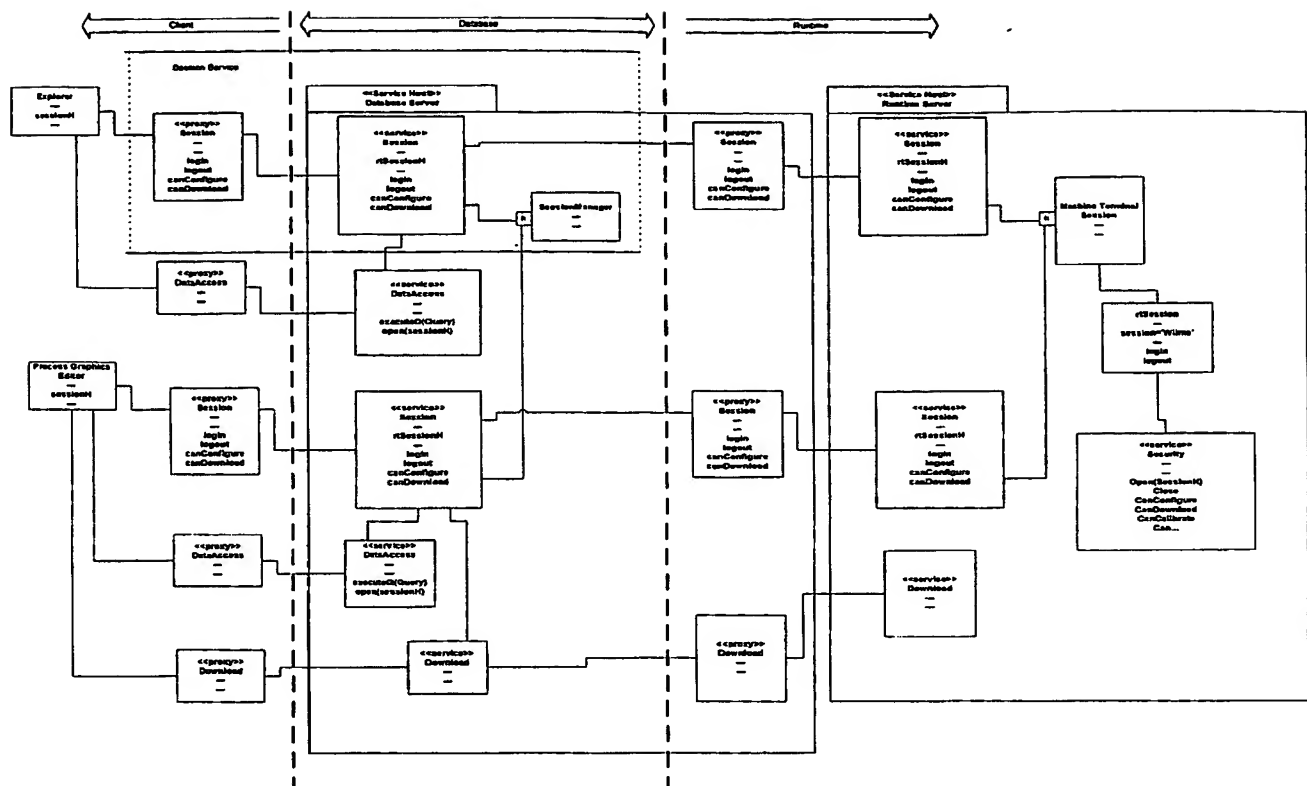 Client
Database
Runtime
Session Service
<<Service Host>>
Database Server
<<Service Host>>
Runtime Server
Explorer
sessionH
<<proxy>>
Session
login
logout
canConfigure
canDownload
<<service>>
Session
rtSessionH
login
logout
canConfigure
canDownload
<<proxy>>
Session
login
logout
canConfigure
canDownload
<<service>>
Session
rtSessionH
login
logout
canConfigure
canDownload
SessionManager
Machine Terminal
Session
<<proxy>>
DataAccess
<<service>>
DataAccess
executeQ(Query)
open(sessionH)
rtSession
session='Wilma'
login
logout
Process Graphics
Editor
sessionH
<<proxy>>
Session
login
logout
canConfigure
canDownload
<<service>>
Session
rtSessionH
login
logout
canConfigure
canDownload
<<proxy>>
Session
login
logout
canConfigure
canDownload
<<service>>
Session
rtSessionH
login
logout
canConfigure
canDownload
<<service>>
Security
Open(SessionH)
Close
CanConfigure
CanDownload
CanCalibrate
Can...
<<proxy>>
DataAccess
<<service>>
DataAccess
executeQ(Query)
open(sessionH)
<<service>>
Download
<<proxy>>
Download
<<service>>
Download
<<proxy>>
Download